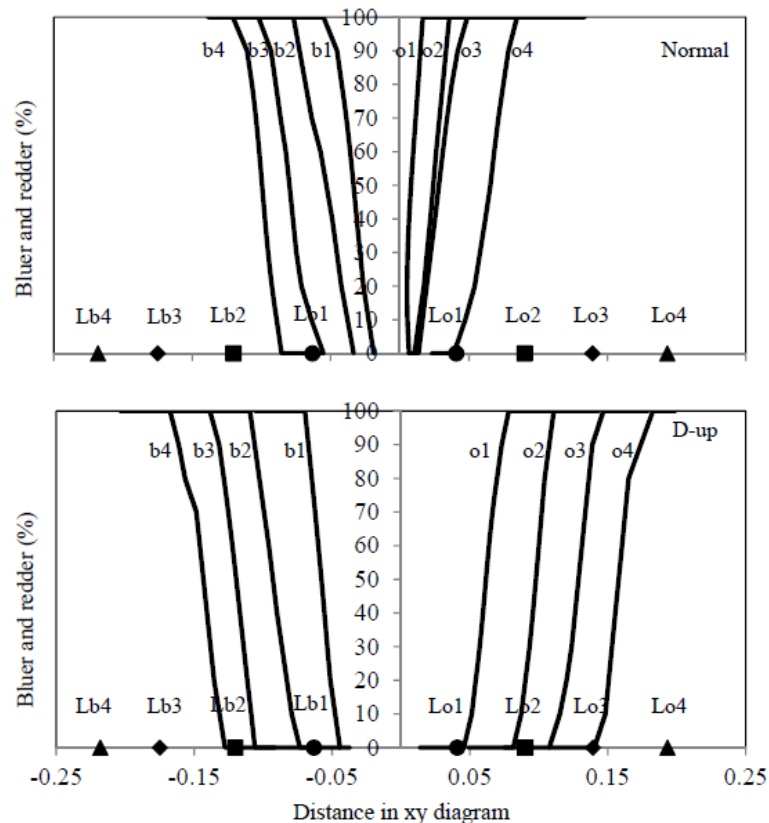 100
b4 b3 b2 b1 o1 o2 o3 o4 Normal
90
80
70
60
50
40
30
20
10
0
Bluer and redder (%)
Lb4 Lb3 Lb2 Lb1 Lo1 Lo2 Lo3 Lo4
100
D-up
b4 b3 b2 b1 o1 o2 o3 o4
90
80
70
60
50
40
30
20
10
0
Bluer and redder (%)
Lb4 Lb3 Lb2 Lb1 Lo1 Lo2 Lo3 Lo4
-0.25 -0.15 -0.05 0.05 0.15 0.25
Distance in xy diagram